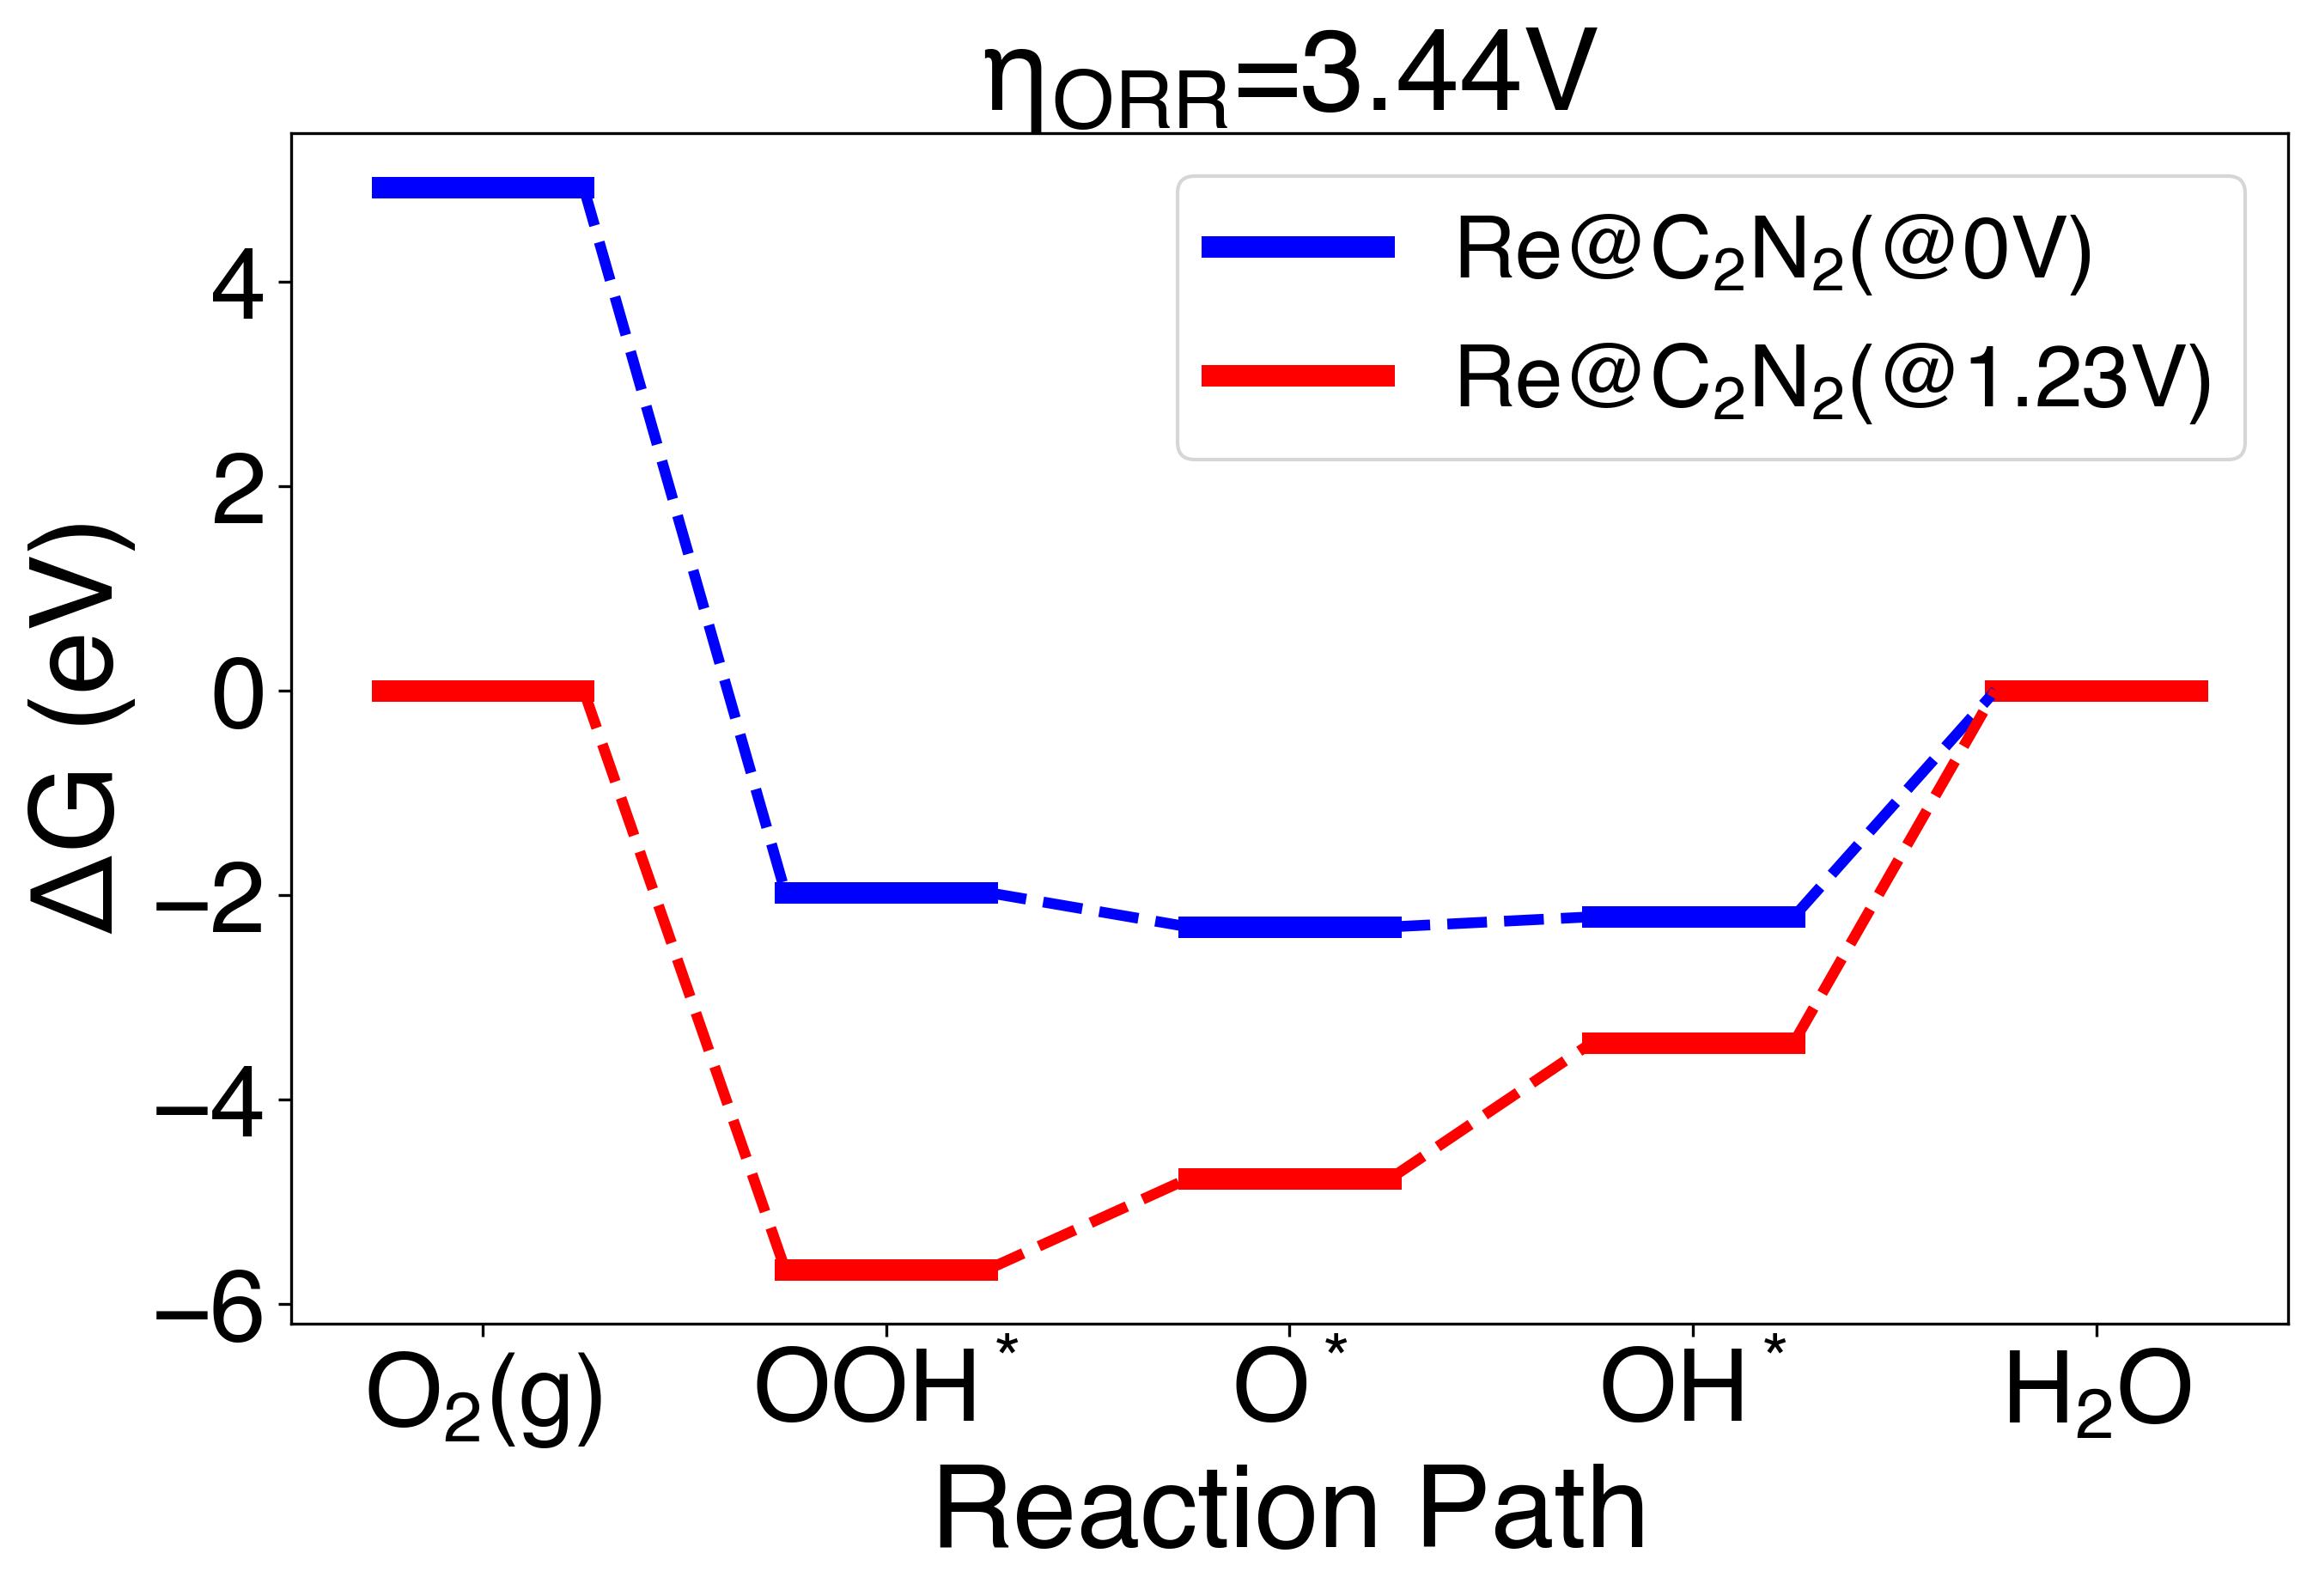 η_ORR=3.44V
Re@C₂N₂(@0V)
Re@C₂N₂(@1.23V)
ΔG (eV)
4
2
0
−2
−4
−6
O₂(g) OOH* O* OH* H₂O
Reaction Path